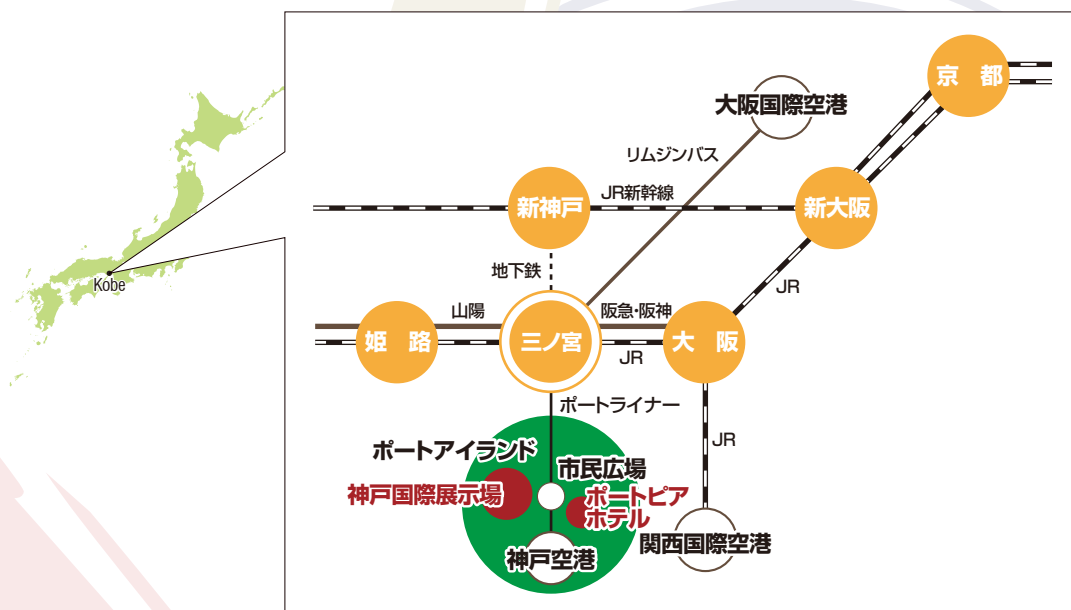 京 都
大阪国際空港
リムジンバス
JR新幹線
新神戸
新大阪
地下鉄
Kobe
JR
山陽
阪急・阪神
姫 路
三ノ宮
大 阪
JR
ポートライナー
JR
ポートアイランド
市民広場
神戸国際展示場
ポートピア
ホテル
関西国際空港
神戸空港